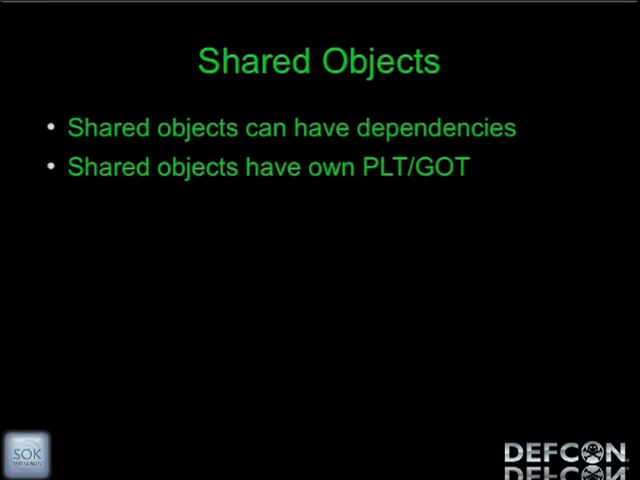 Shared Objects
• Shared objects can have dependencies
• Shared objects have own PLT/GOT
SOK
DEFCON